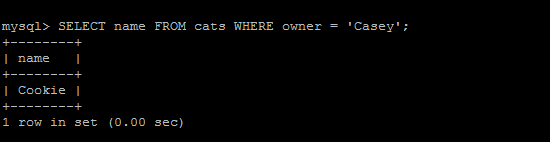 mysql> SELECT name FROM cats WHERE owner = 'Casey';
+--------+
| name   |
+--------+
| Cookie |
+--------+
1 row in set (0.00 sec)